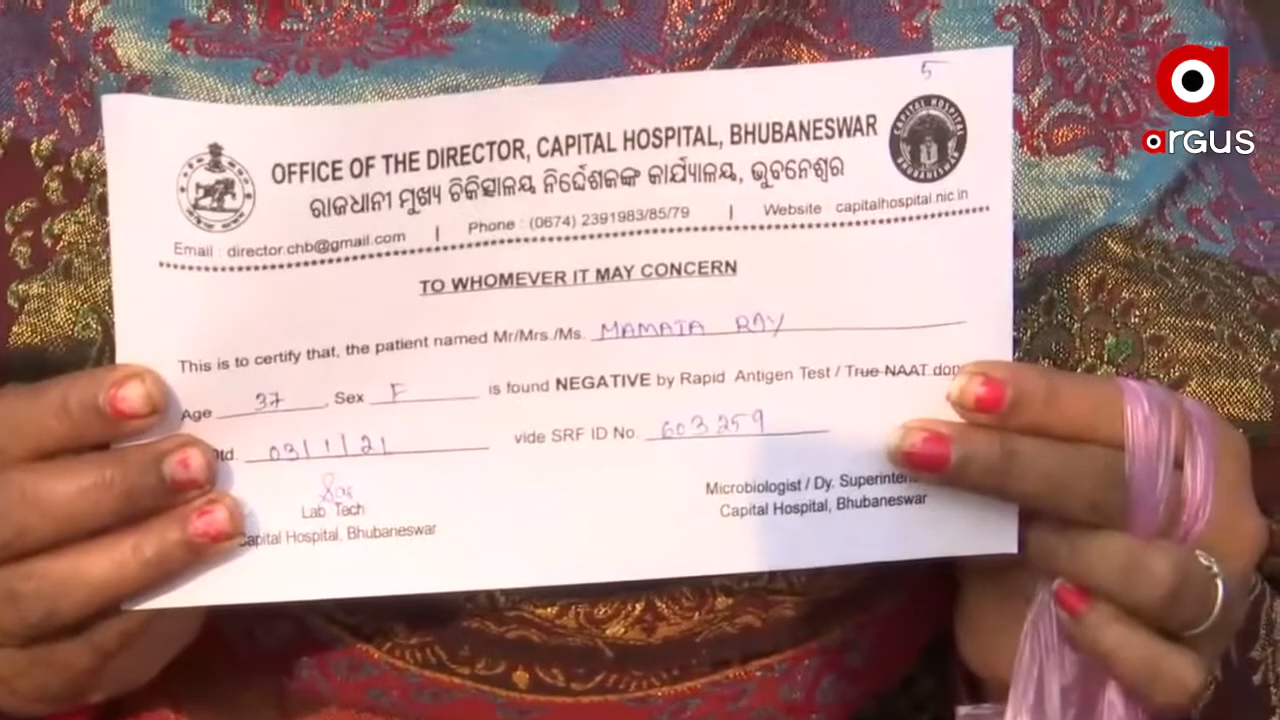 5
OFFICE OF THE DIRECTOR, CAPITAL HOSPITAL, BHUBANESWAR
ରାଜଧାନୀ ମୁଖ୍ୟ ଚିକିତ୍ସାଳୟ ନିର୍ଦ୍ଦେଶକଙ୍କ କାର୍ଯ୍ୟାଳୟ, ଭୁବନେଶ୍ୱର
Email : director.chb@gmail.com | Phone : (0674) 2391983/85/79 | Website : capitalhospital.nic.in
CAPITAL HOSPITAL
BHUBANESWAR
TO WHOMEVER IT MAY CONCERN
This is to certify that, the patient named Mr/Mrs./Ms. MAMATA RAY
Age 37 Sex F is found NEGATIVE by Rapid Antigen Test / True NAAT
td. 03/1/21 vide SRF ID No. 603259
Lab Tech
Capital Hospital, Bhubaneswar
Microbiologist / Dy.
Capital Hospital, Bhubaneswar
a
argus